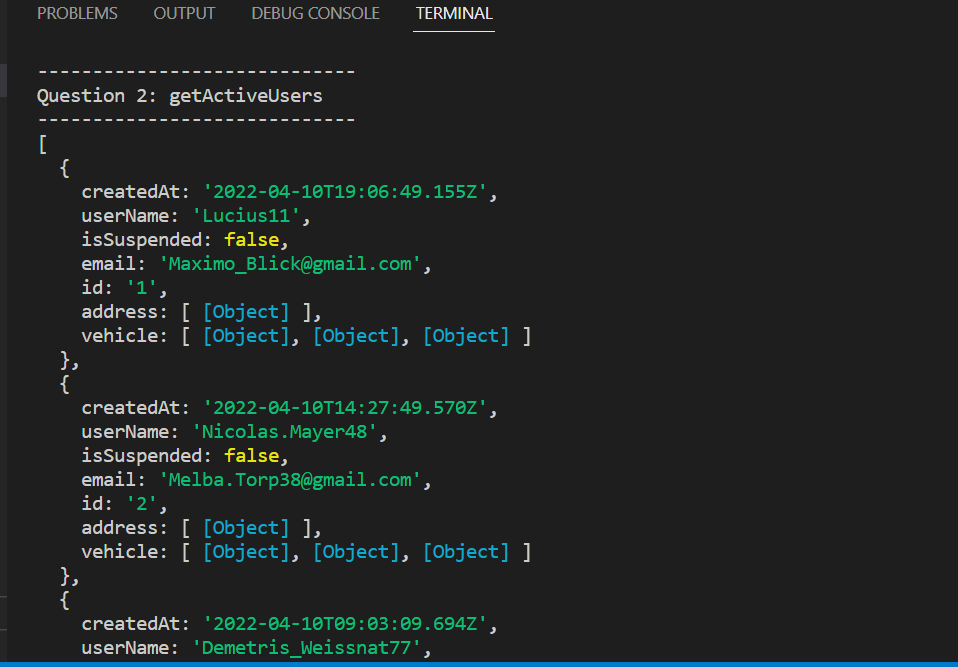 PROBLEMS OUTPUT DEBUG CONSOLE TERMINAL
-----------------------------
Question 2: getActiveUsers
-----------------------------
[
  {
    createdAt: '2022-04-10T19:06:49.155Z',
    userName: 'Lucius11',
    isSuspended: false,
    email: 'Maximo_Blick@gmail.com',
    id: '1',
    address: [ [Object] ],
    vehicle: [ [Object], [Object], [Object] ]
  },
  {
    createdAt: '2022-04-10T14:27:49.570Z',
    userName: 'Nicolas.Mayer48',
    isSuspended: false,
    email: 'Melba.Torp38@gmail.com',
    id: '2',
    address: [ [Object] ],
    vehicle: [ [Object], [Object], [Object] ]
  },
  {
    createdAt: '2022-04-10T09:03:09.694Z',
    userName: 'Demetris_Weissnat77',